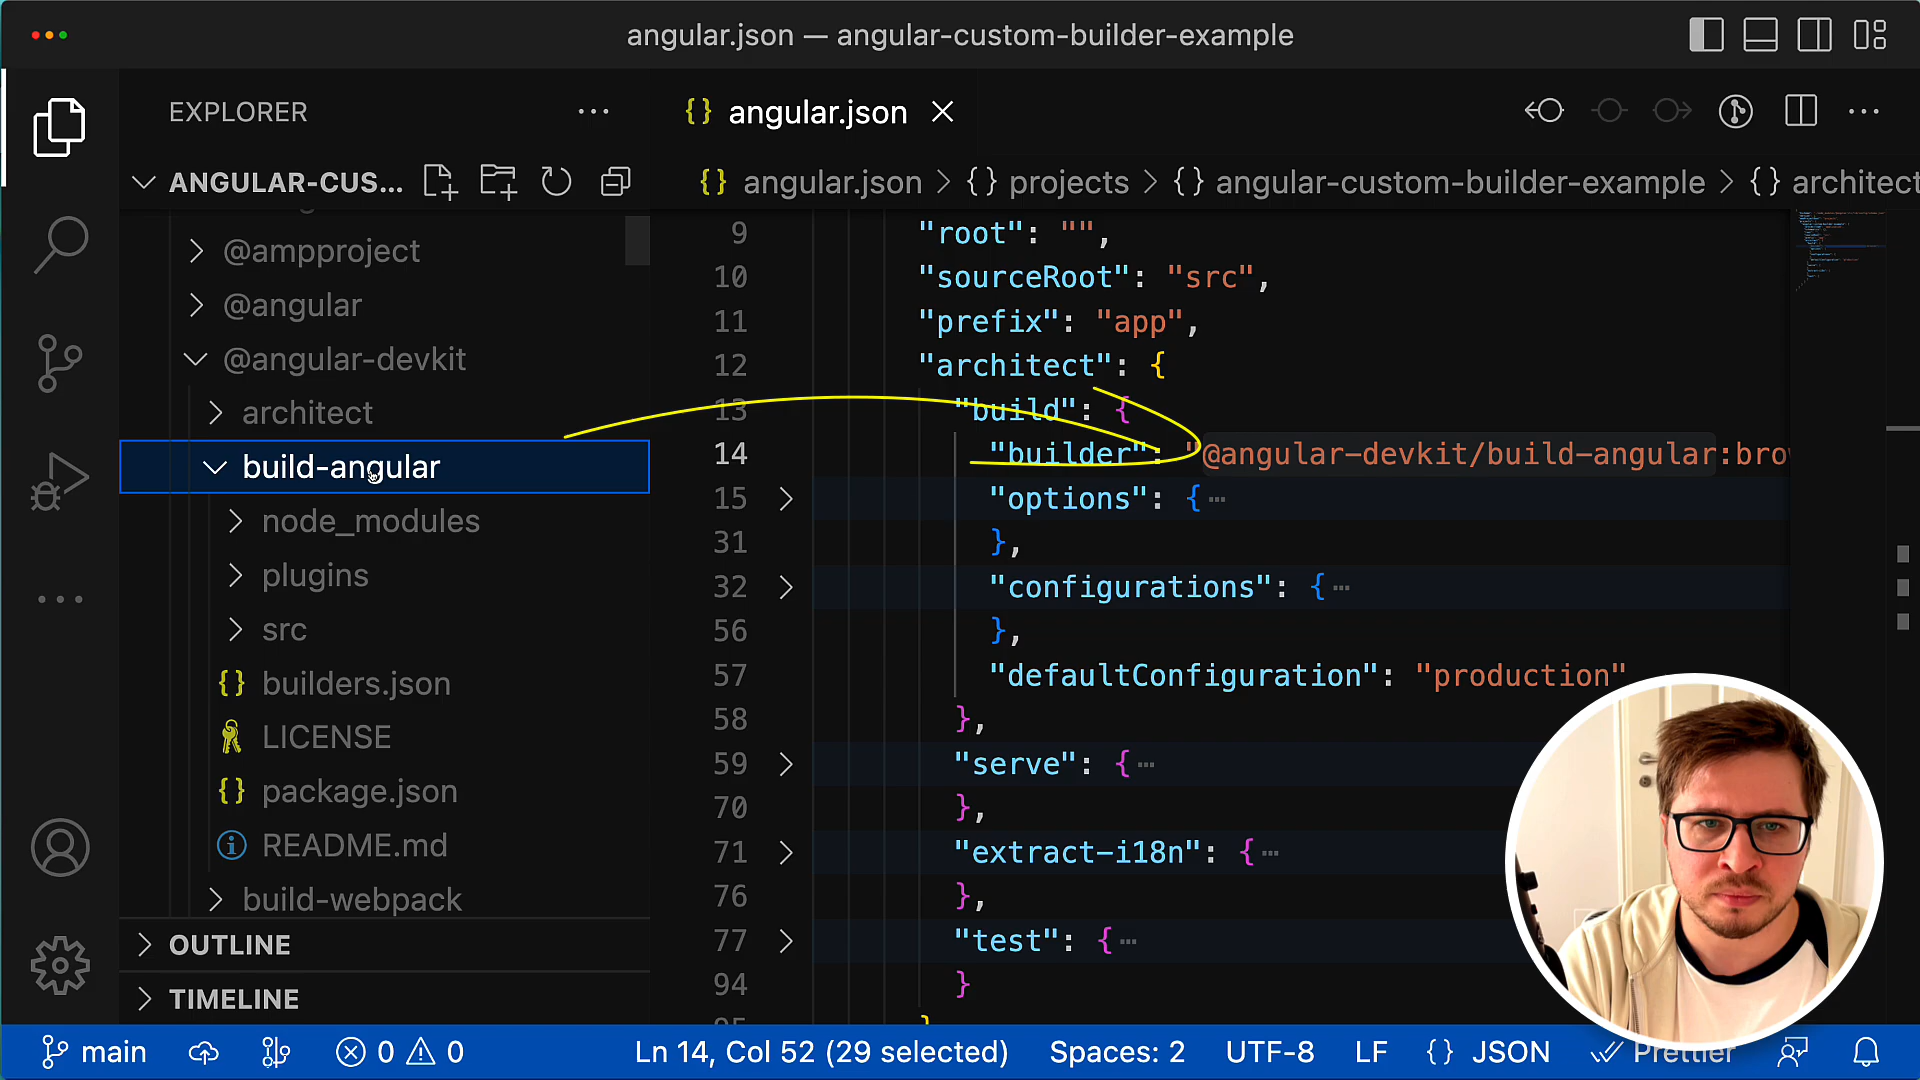 angular.json — angular-custom-builder-example
EXPLORER
ANGULAR-CUS...
@ampproject
@angular
@angular-devkit
architect
build-angular
node_modules
plugins
src
builders.json
LICENSE
package.json
README.md
build-webpack
OUTLINE
TIMELINE
angular.json
angular.json > {} projects > {} angular-custom-builder-example > {} architect
9 "root": "",
10 "sourceRoot": "src",
11 "prefix": "app",
12 "architect": {
13 "build": {
14 "builder": "@angular-devkit/build-angular:bro
15 "options": {…
31 },
32 "configurations": {…
56 },
57 "defaultConfiguration": "production"
58 },
59 "serve": {…
70 },
71 "extract-i18n": {…
76 },
77 "test": {…
94 }
main
0 0
Ln 14, Col 52 (29 selected)
Spaces: 2
UTF-8
LF
{} JSON
Prettier